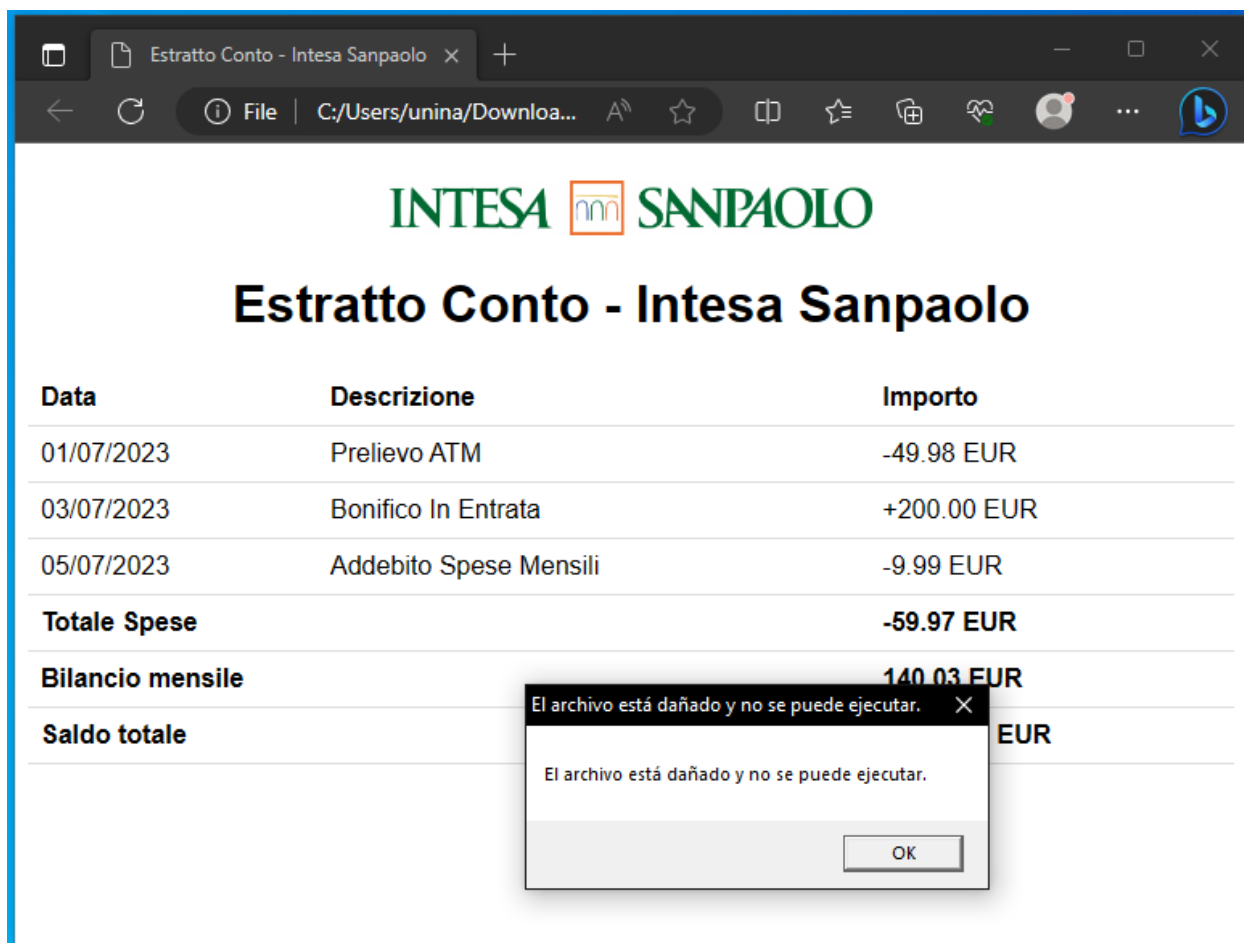 Estratto Conto - Intesa Sanpaolo
File | C:/Users/unina/Downloa...
INTESA SANPAOLO
Estratto Conto - Intesa Sanpaolo
Data Descrizione Importo
01/07/2023 Prelievo ATM -49.98 EUR
03/07/2023 Bonifico In Entrata +200.00 EUR
05/07/2023 Addebito Spese Mensili -9.99 EUR
Totale Spese -59.97 EUR
Bilancio mensile 140.03 EUR
El archivo está dañado y no se puede ejecutar.
Saldo totale EUR
El archivo está dañado y no se puede ejecutar.
OK